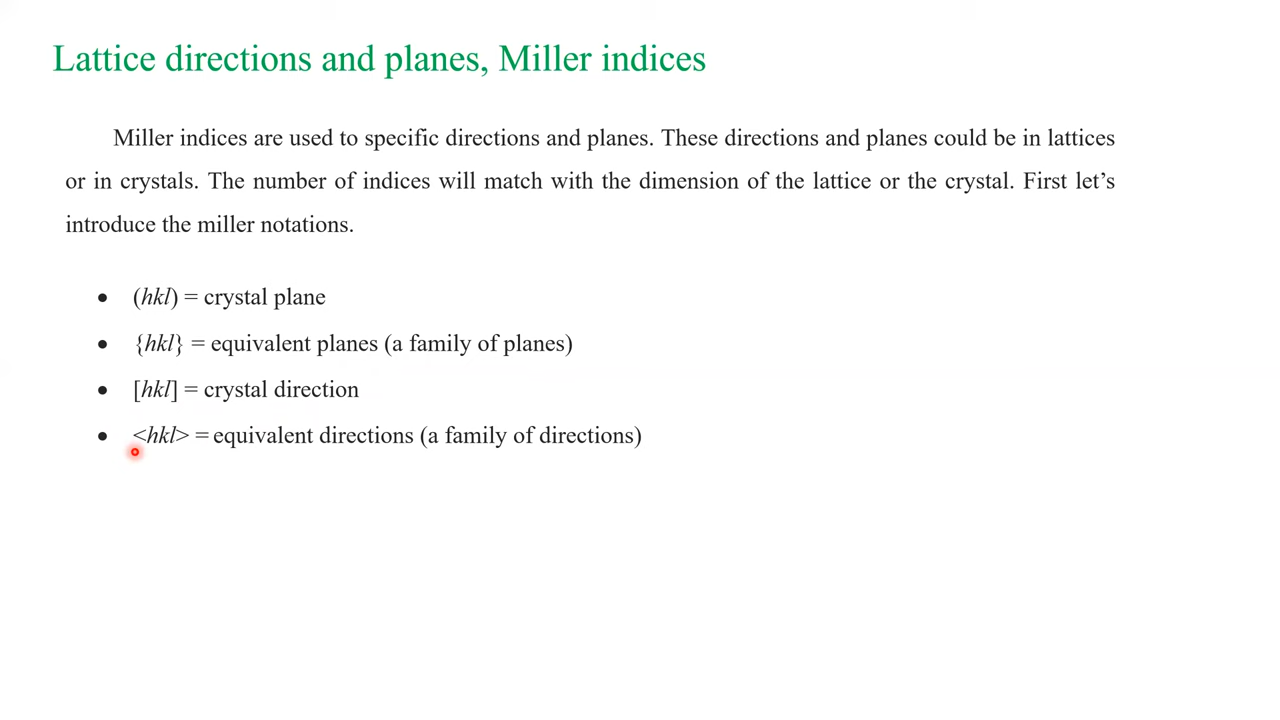 Lattice directions and planes, Miller indices
Miller indices are used to specific directions and planes. These directions and planes could be in lattices
or in crystals. The number of indices will match with the dimension of the lattice or the crystal. First let’s
introduce the miller notations.
• (hkl) = crystal plane
• {hkl} = equivalent planes (a family of planes)
• [hkl] = crystal direction
• <hkl> = equivalent directions (a family of directions)